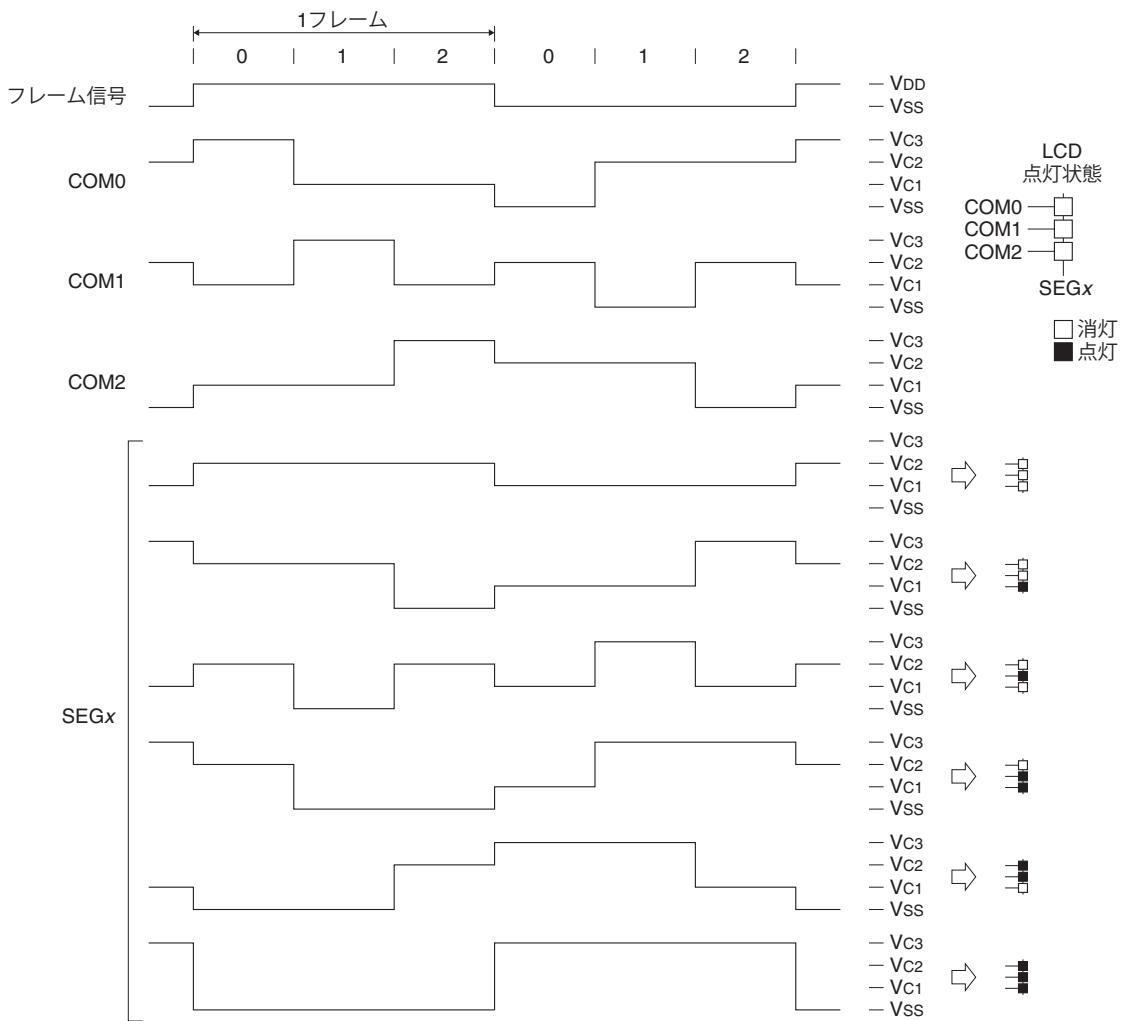 1フレーム
0 1 2 0 1 2
フレーム信号
VDD
VSS
COM0
VC3
VC2
VC1
VSS
COM1
VC3
VC2
VC1
VSS
COM2
VC3
VC2
VC1
VSS
LCD
点灯状態
COM0
COM1
COM2
SEGx
消灯
点灯
SEGx
VC3
VC2
VC1
VSS
VC3
VC2
VC1
VSS
VC3
VC2
VC1
VSS
VC3
VC2
VC1
VSS
VC3
VC2
VC1
VSS
VC3
VC2
VC1
VSS